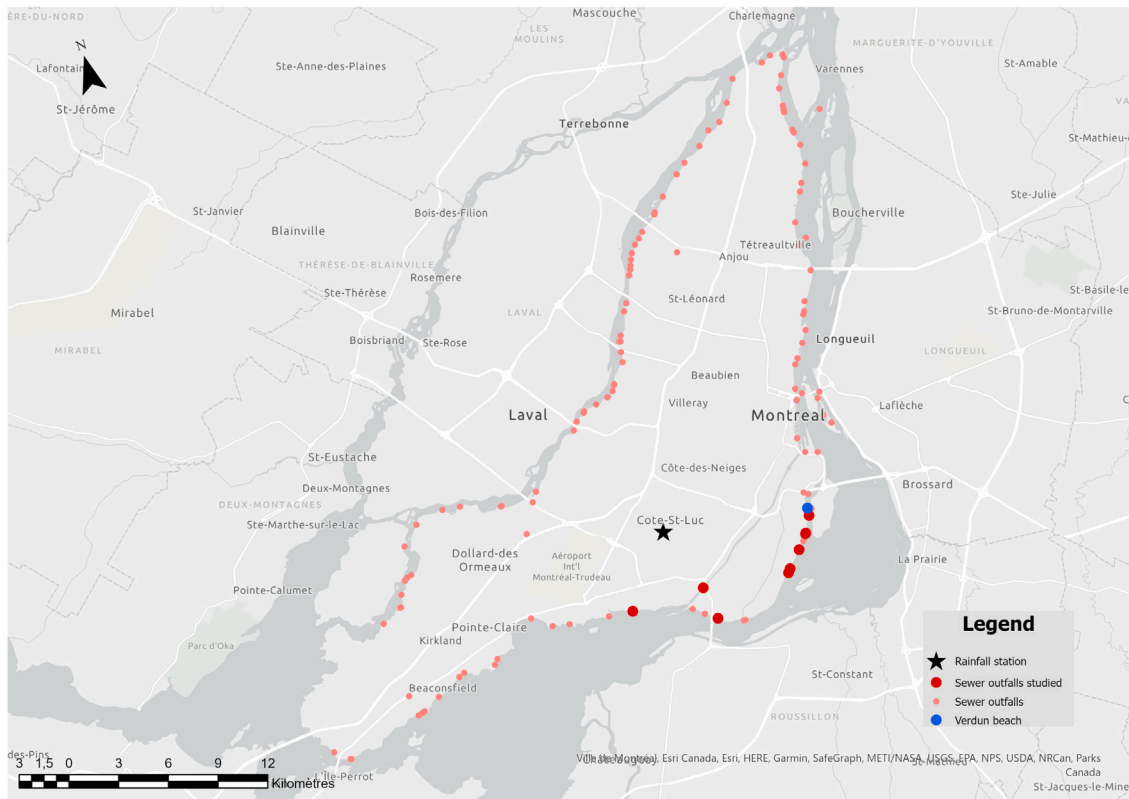 ÈRE-DU-NORD
N
Lafontain
St-Jérôme
LES
MOULINS
Mascouche
Charlemagne
MARGUERITE-D'YOUVILLE
Ste-Anne-des-Plaines
Varennes
St-Amable
Terrebonne
St-Mathieu-d
St-Janvier
Bois-des-Filion
Ste-Julie
Boucherville
Blainville
Tétreaultville
Anjou
THÉRÈSE-DE-BLAINVILLE
Rosemere
Ste-Thérèse
St-Léonard
St-Basile-le-
Mirabel
LAVAL
St-Bruno-de-Montarville
MIRABEL
Boisbriand
Ste-Rose
Longueuil
LONGUEUIL
Beaubien
Villeray
Laval
Montreal
Laflèche
St-Eustache
Côte-des-Neiges
Deux-Montagnes
Brossard
DEUX-MONTAGNES
Ste-Marthe-sur-le-Lac
Cote-St-Luc
Dollard-des
Ormeaux
Aéroport
Int'l
Montréal-Trudeau
La Prairie
Pointe-Calumet
Pointe-Claire
Kirkland
Parc d'Oka
Beaconsfield
St-Constant
ROUSSILLON
des-Pins
L'Île-Perrot
Legend
Rainfall station
Sewer outfalls studied
Sewer outfalls
Verdun beach
3 1,5 0 3 6 9 12
Kilomètres
Ville de Montréal, Esri Canada, Esri, HERE, Garmin, SafeGraph, METI/NASA, USGS, EPA, NPS, USDA, NRCan, Parks
Canada
St-Mathieu
St-Jacques-le-Mine